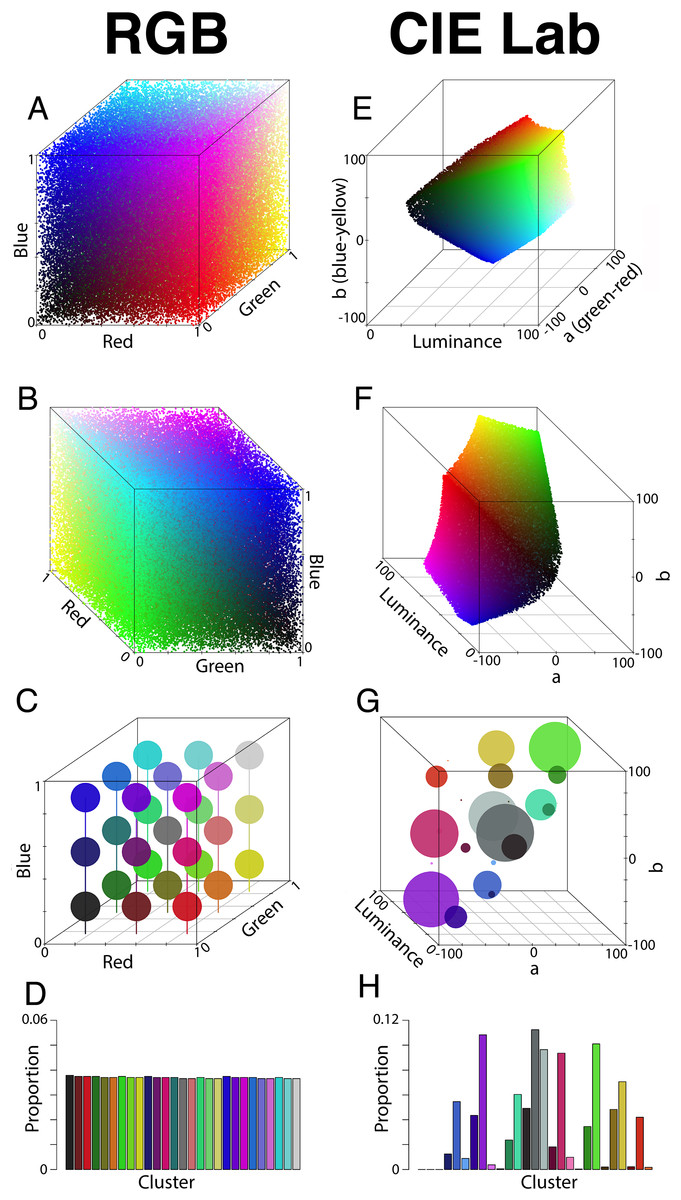 RGB
CIE Lab
A
1
Blue
0
0
Red
1
0
Green
1
E
100
0
-100
b (blue-yellow)
0
Luminance
100
-100
0
100
a (green-red)
B
1
Red
0
0
Green
1
0
Blue
1
F
100
Luminance
0
-100
0
100
a
100
0
-100
b
C
1
Blue
0
0
Red
1
0
Green
1
G
100
Luminance
0
-100
0
100
a
100
0
-100
b
D
0.06
Proportion
0
Cluster
H
0.12
Proportion
0
Cluster